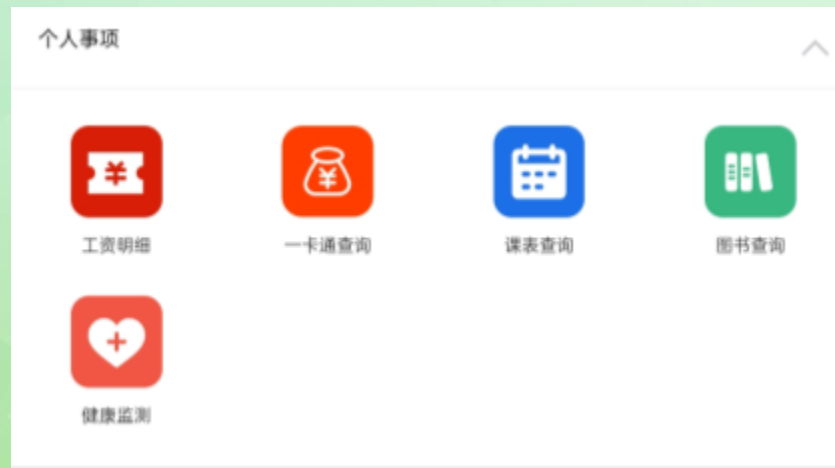 个人事项
工资明细
一卡通查询
课表查询
图书查询
健康监测